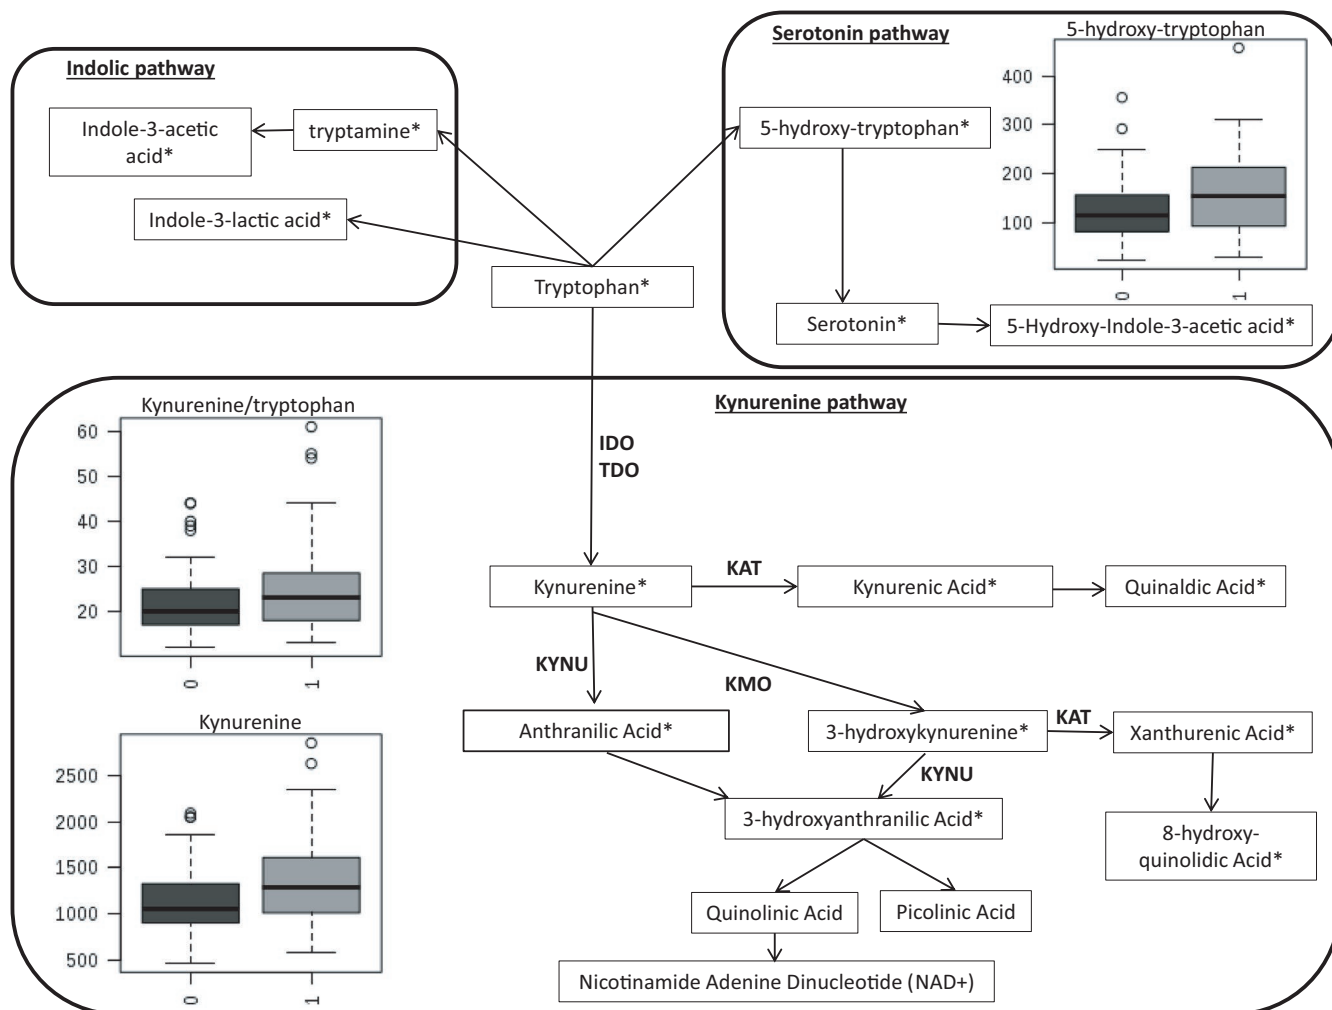 Indolic pathway
Indole-3-acetic
acid*
tryptamine*
Indole-3-lactic acid*
Serotonin pathway
5-hydroxy-tryptophan
400
300
200
100
0
1
5-hydroxy-tryptophan*
Serotonin*
5-Hydroxy-Indole-3-acetic acid*
Tryptophan*
Kynurenine pathway
Kynurenine/tryptophan
60
50
40
30
20
0
1
IDO
TDO
Kynurenine*
KAT
Kynurenic Acid*
Quinaldic Acid*
KYNU
KMO
Kynurenine
2500
2000
1500
1000
500
0
1
Anthranilic Acid*
3-hydroxykynurenine*
KAT
Xanthurenic Acid*
KYNU
3-hydroxyanthranilic Acid*
8-hydroxy-
quinolidic Acid*
Quinolinic Acid
Picolinic Acid
Nicotinamide Adenine Dinucleotide (NAD+)